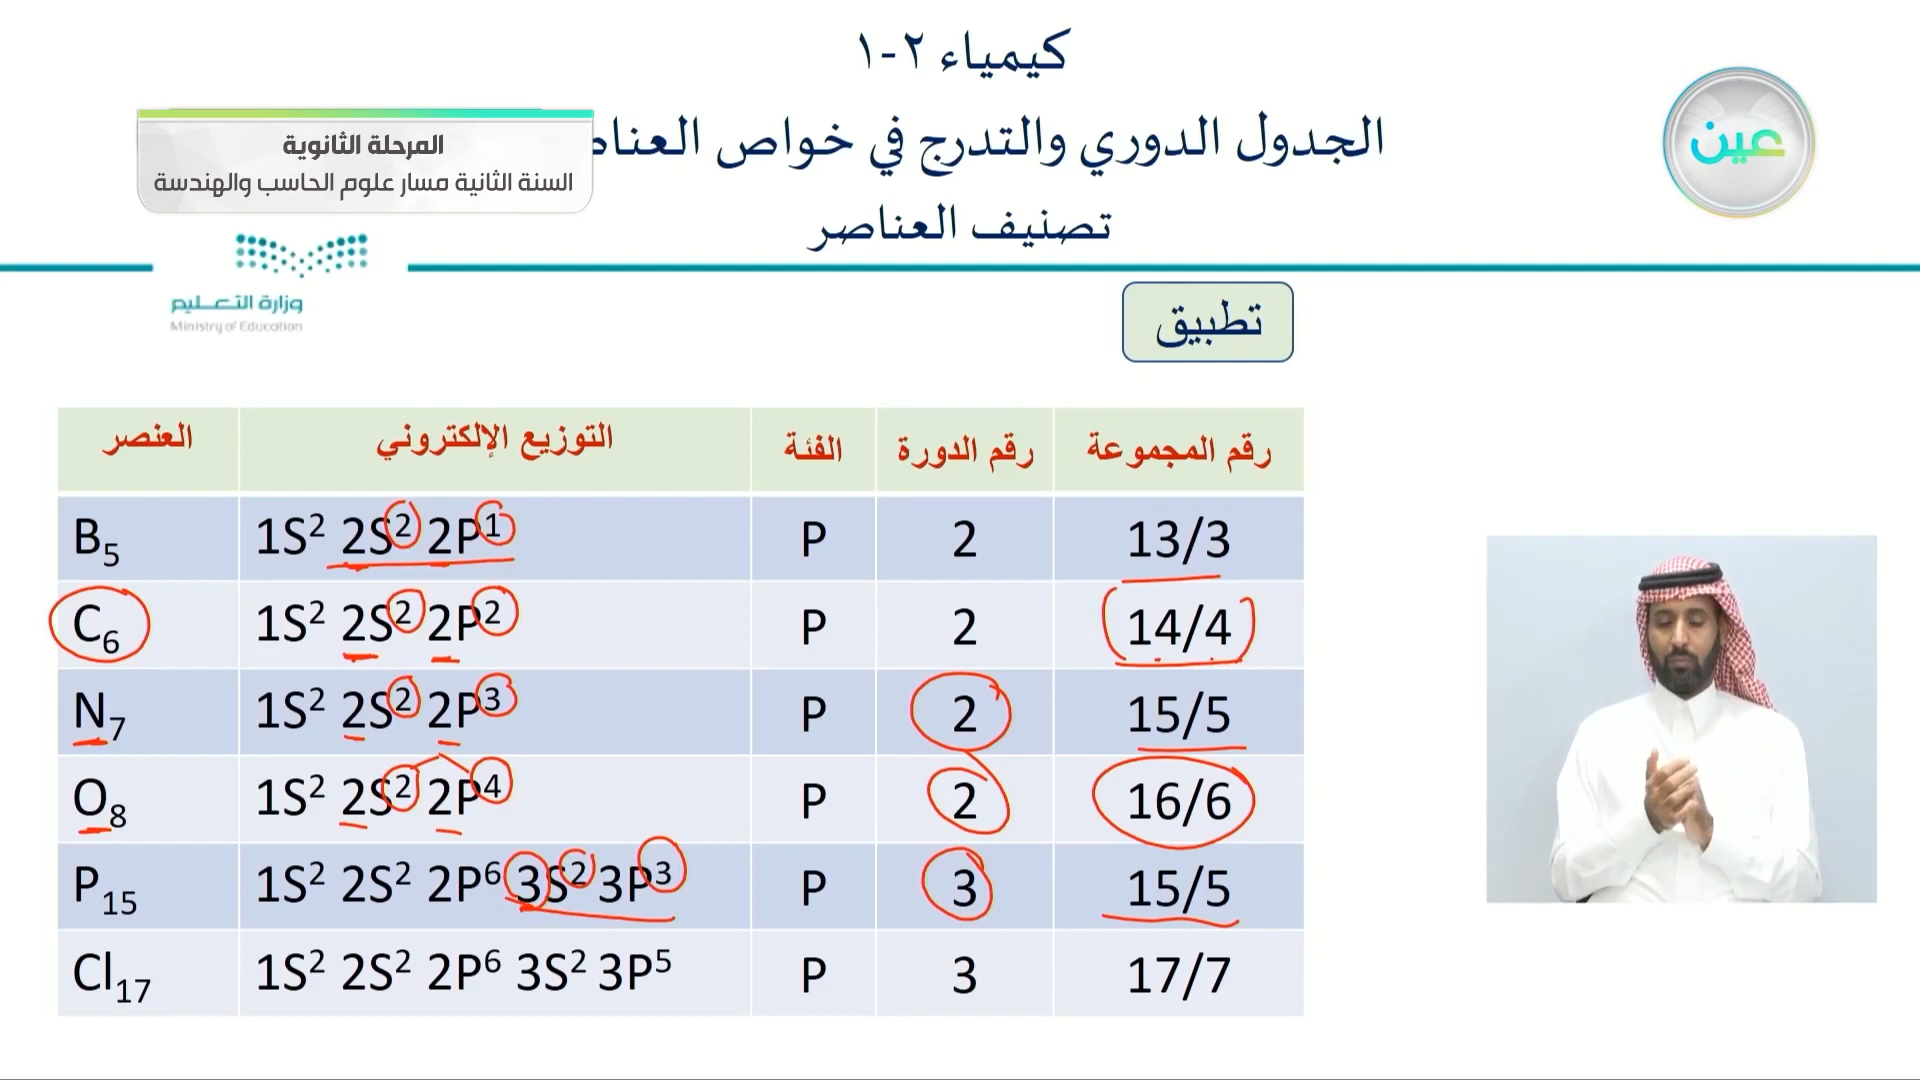 كيمياء ٢-١
الجدول الدوري والتدرج في خواص
تصنيف العناصر
المرحلة الثانوية
السنة الثانية مسار علوم الحاسب والهندسة
عين
وزارة التعليم
Ministry of Education
تطبيق
العنصر التوزيع الإلكتروني الفئة رقم الدورة رقم المجموعة
B5 1S2 2S2 2P1 P 2 13/3
C6 1S2 2S2 2P2 P 2 14/4
N7 1S2 2S2 2P3 P 2 15/5
O8 1S2 2S2 2P4 P 2 16/6
P15 1S2 2S2 2P6 3S2 3P3 P 3 15/5
Cl17 1S2 2S2 2P6 3S2 3P5 P 3 17/7